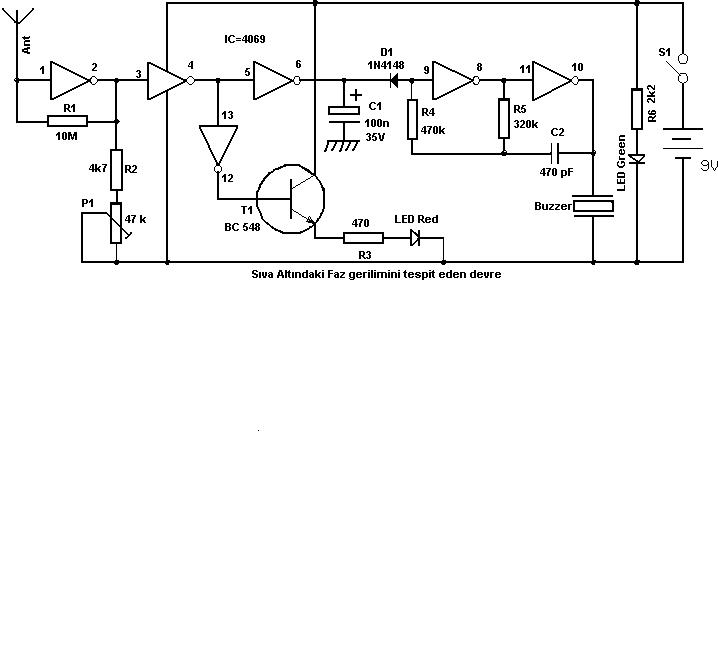 Ant
IC=4069
D1
1N4148
S1
1
2
3
4
5
6
9
8
11
10
R1
10M
+
C1
100n
35V
R4
470k
R5
320k
C2
470 pF
R6 2k2
9V
13
12
4k7
R2
P1
47 k
T1
BC 548
470
R3
LED Red
LED Green
Buzzer
Sıva Altındaki Faz gerilimini tespit eden devre